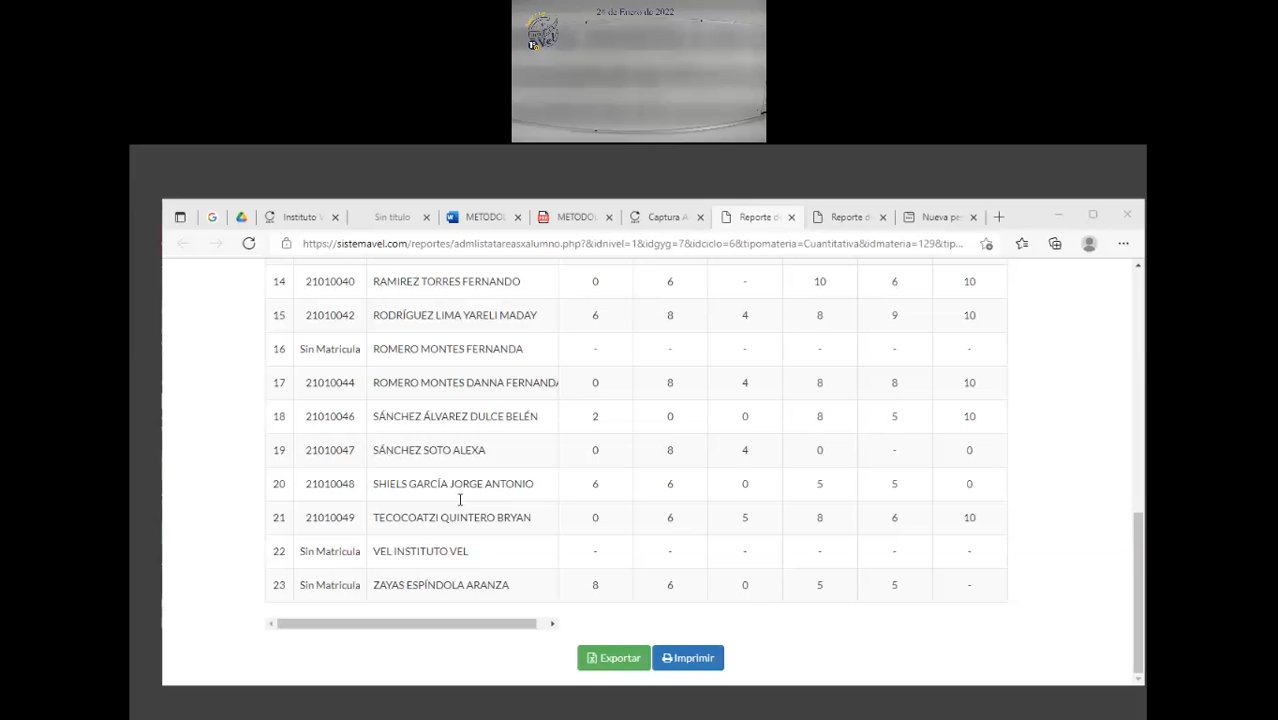 24 de Enero de 2022
Vel
Instituto
Sin título
METODOL
METODOL
Captura A
Reporte de
Reporte de
Nueva pe
https://sistemavel.com/reportes/admlistatareasxalumno.php?&idnivel=1&idgyg=7&idciclo=6&tipomateria=Cuantitativa&idmateria=129&tip...
14 21010040 RAMIREZ TORRES FERNANDO 0 6 - 10 6 10
15 21010042 RODRÍGUEZ LIMA YARELI MADAY 6 8 4 8 9 10
16 Sin Matricula ROMERO MONTES FERNANDA - - - - - -
17 21010044 ROMERO MONTES DANNA FERNANDA 0 8 4 8 8 10
18 21010046 SÁNCHEZ ÁLVAREZ DULCE BELÉN 2 0 0 8 5 10
19 21010047 SÁNCHEZ SOTO ALEXA 0 8 4 0 - 0
20 21010048 SHIELS GARCÍA JORGE ANTONIO 6 6 0 5 5 0
21 21010049 TECOCOATZI QUINTERO BRYAN 0 6 5 8 6 10
22 Sin Matricula VEL INSTITUTO VEL - - - - - -
23 Sin Matricula ZAYAS ESPÍNDOLA ARANZA 8 6 0 5 5 -
Exportar
Imprimir